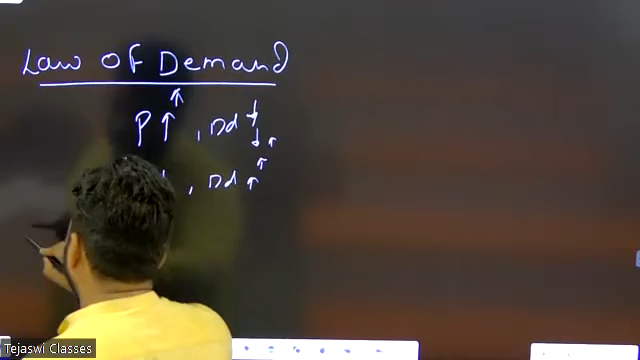 Law Of Demand
P ↑ , Dd ↓
, Dd ↑
Tejaswi Classes